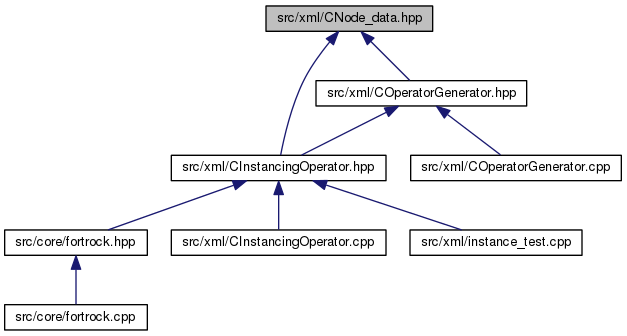 src/xml/CNode_data.hpp
src/xml/COperatorGenerator.hpp
src/xml/CInstancingOperator.hpp
src/xml/COperatorGenerator.cpp
src/core/fortrock.hpp
src/xml/CInstancingOperator.cpp
src/xml/instance_test.cpp
src/core/fortrock.cpp